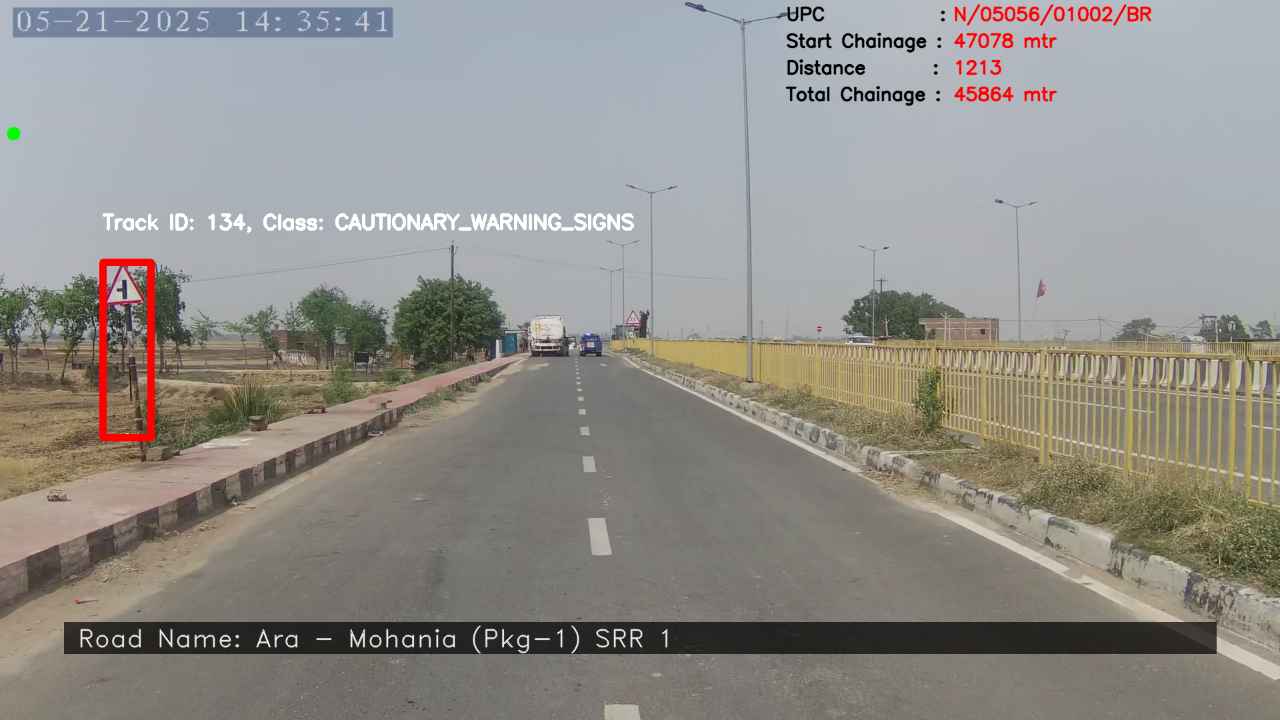 05-21-2025 14:35:41
UPC : N/05056/01002/BR
Start Chainage : 47078 mtr
Distance : 1213
Total Chainage : 45864 mtr
Track ID: 134, Class: CAUTIONARY_WARNING_SIGNS
Road Name: Ara - Mohania (Pkg-1) SRR 1